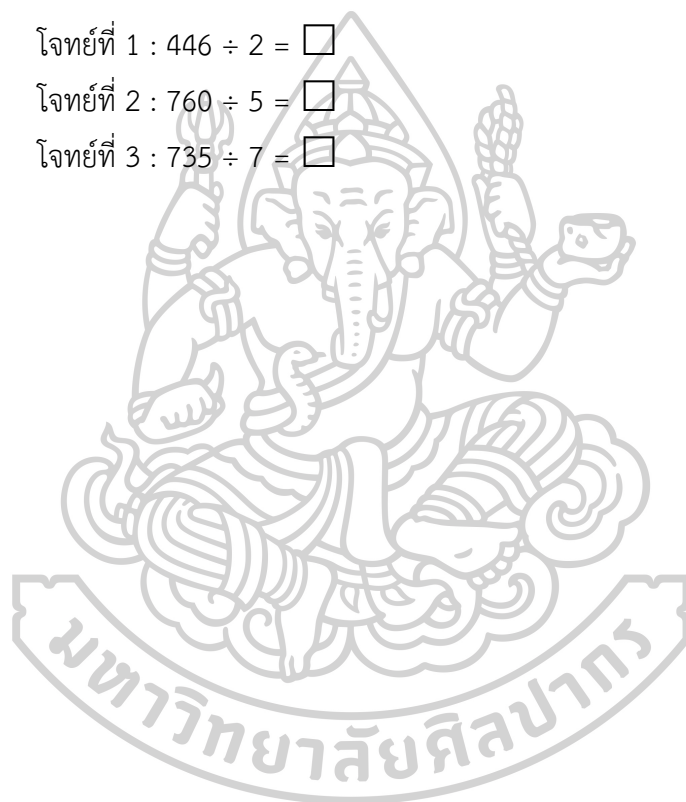 โจทย์ที่ 1 : 446 ÷ 2 = □
โจทย์ที่ 2 : 760 ÷ 5 = □
โจทย์ที่ 3 : 735 ÷ 7 = □
มหาวิทยาลัยศิลปากร